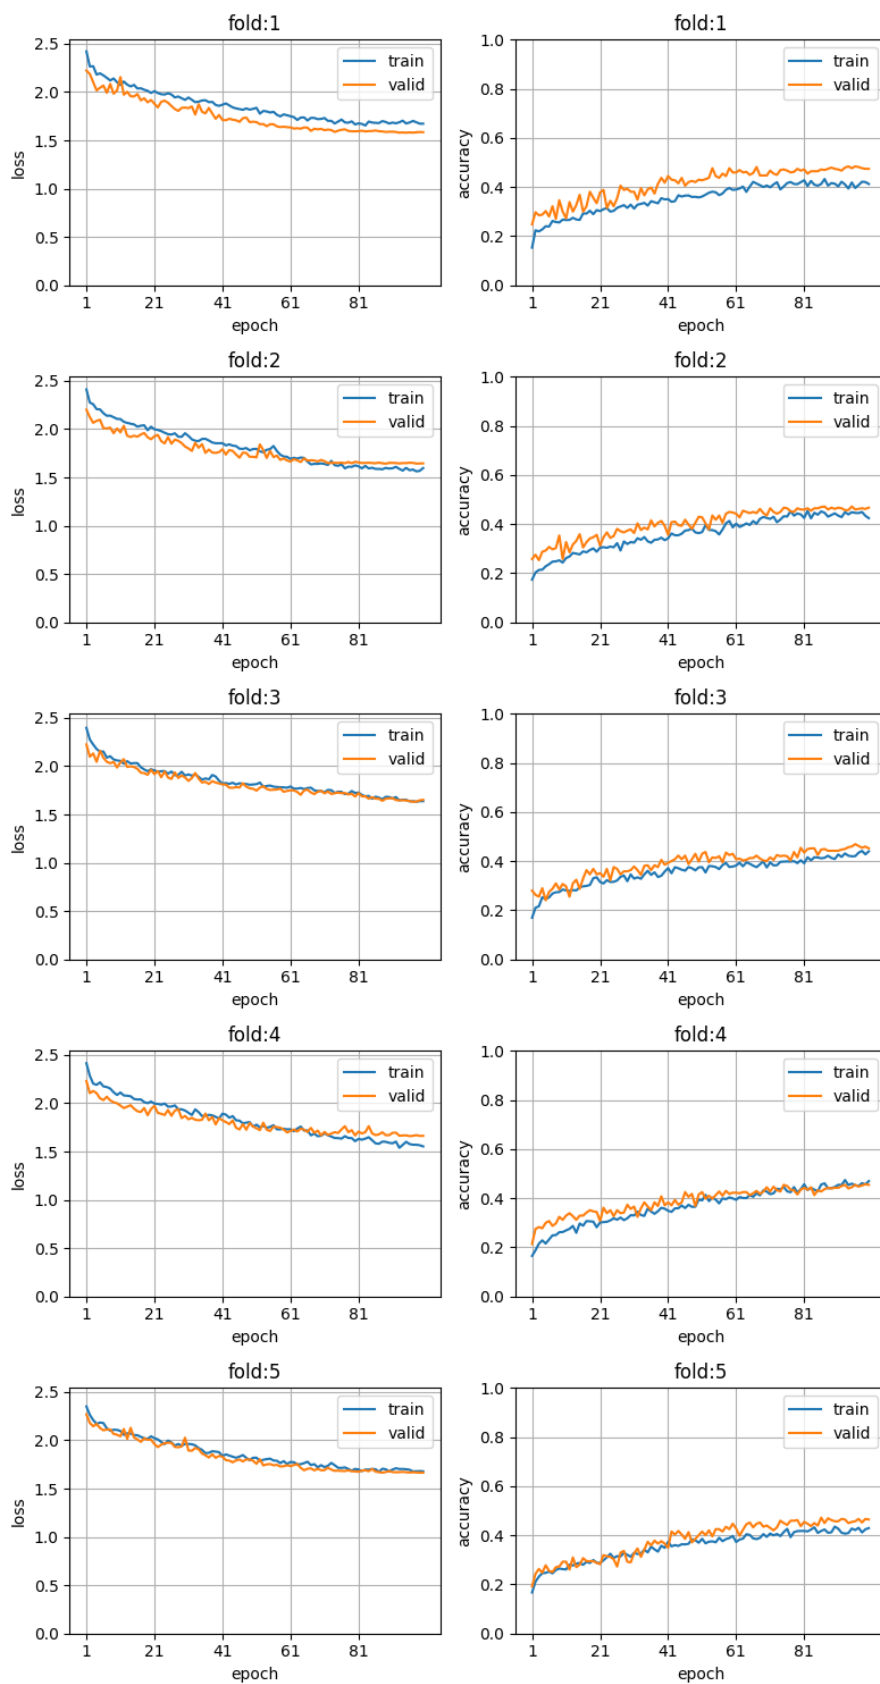 fold:1
2.5
2.0
1.5
1.0
0.5
0.0
loss
train
valid
1 21 41 61 81
epoch
fold:1
1.0
0.8
0.6
0.4
0.2
0.0
accuracy
train
valid
1 21 41 61 81
epoch
fold:2
2.5
2.0
1.5
1.0
0.5
0.0
loss
train
valid
1 21 41 61 81
epoch
fold:2
1.0
0.8
0.6
0.4
0.2
0.0
accuracy
train
valid
1 21 41 61 81
epoch
fold:3
2.5
2.0
1.5
1.0
0.5
0.0
loss
train
valid
1 21 41 61 81
epoch
fold:3
1.0
0.8
0.6
0.4
0.2
0.0
accuracy
train
valid
1 21 41 61 81
epoch
fold:4
2.5
2.0
1.5
1.0
0.5
0.0
loss
train
valid
1 21 41 61 81
epoch
fold:4
1.0
0.8
0.6
0.4
0.2
0.0
accuracy
train
valid
1 21 41 61 81
epoch
fold:5
2.5
2.0
1.5
1.0
0.5
0.0
loss
train
valid
1 21 41 61 81
epoch
fold:5
1.0
0.8
0.6
0.4
0.2
0.0
accuracy
train
valid
1 21 41 61 81
epoch